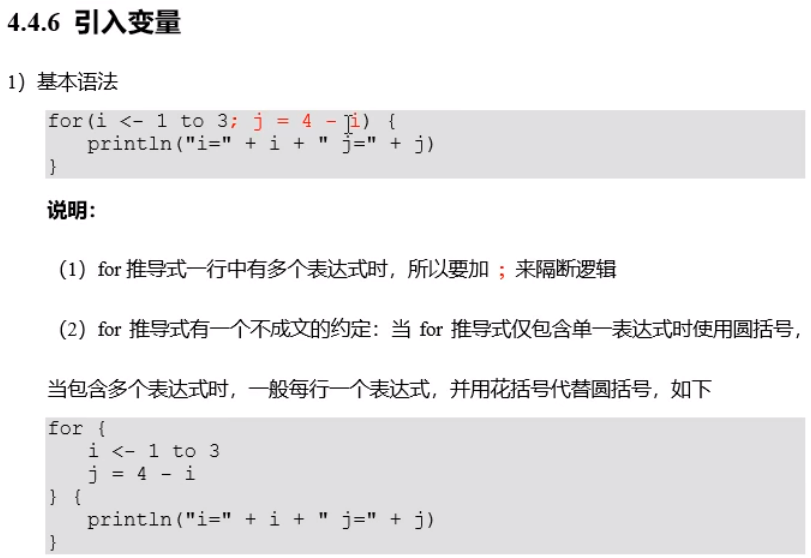 4.4.6 引入变量
1）基本语法
for(i <- 1 to 3; j = 4 - i) {
    println("i=" + i + " j=" + j)
}
说明：
（1）for 推导式一行中有多个表达式时，所以要加 ；来隔断逻辑
（2）for 推导式有一个不成文的约定：当 for 推导式仅包含单一表达式时使用圆括号，
当包含多个表达式时，一般每行一个表达式，并用花括号代替圆括号，如下
for {
    i <- 1 to 3
    j = 4 - i
} {
    println("i=" + i + " j=" + j)
}